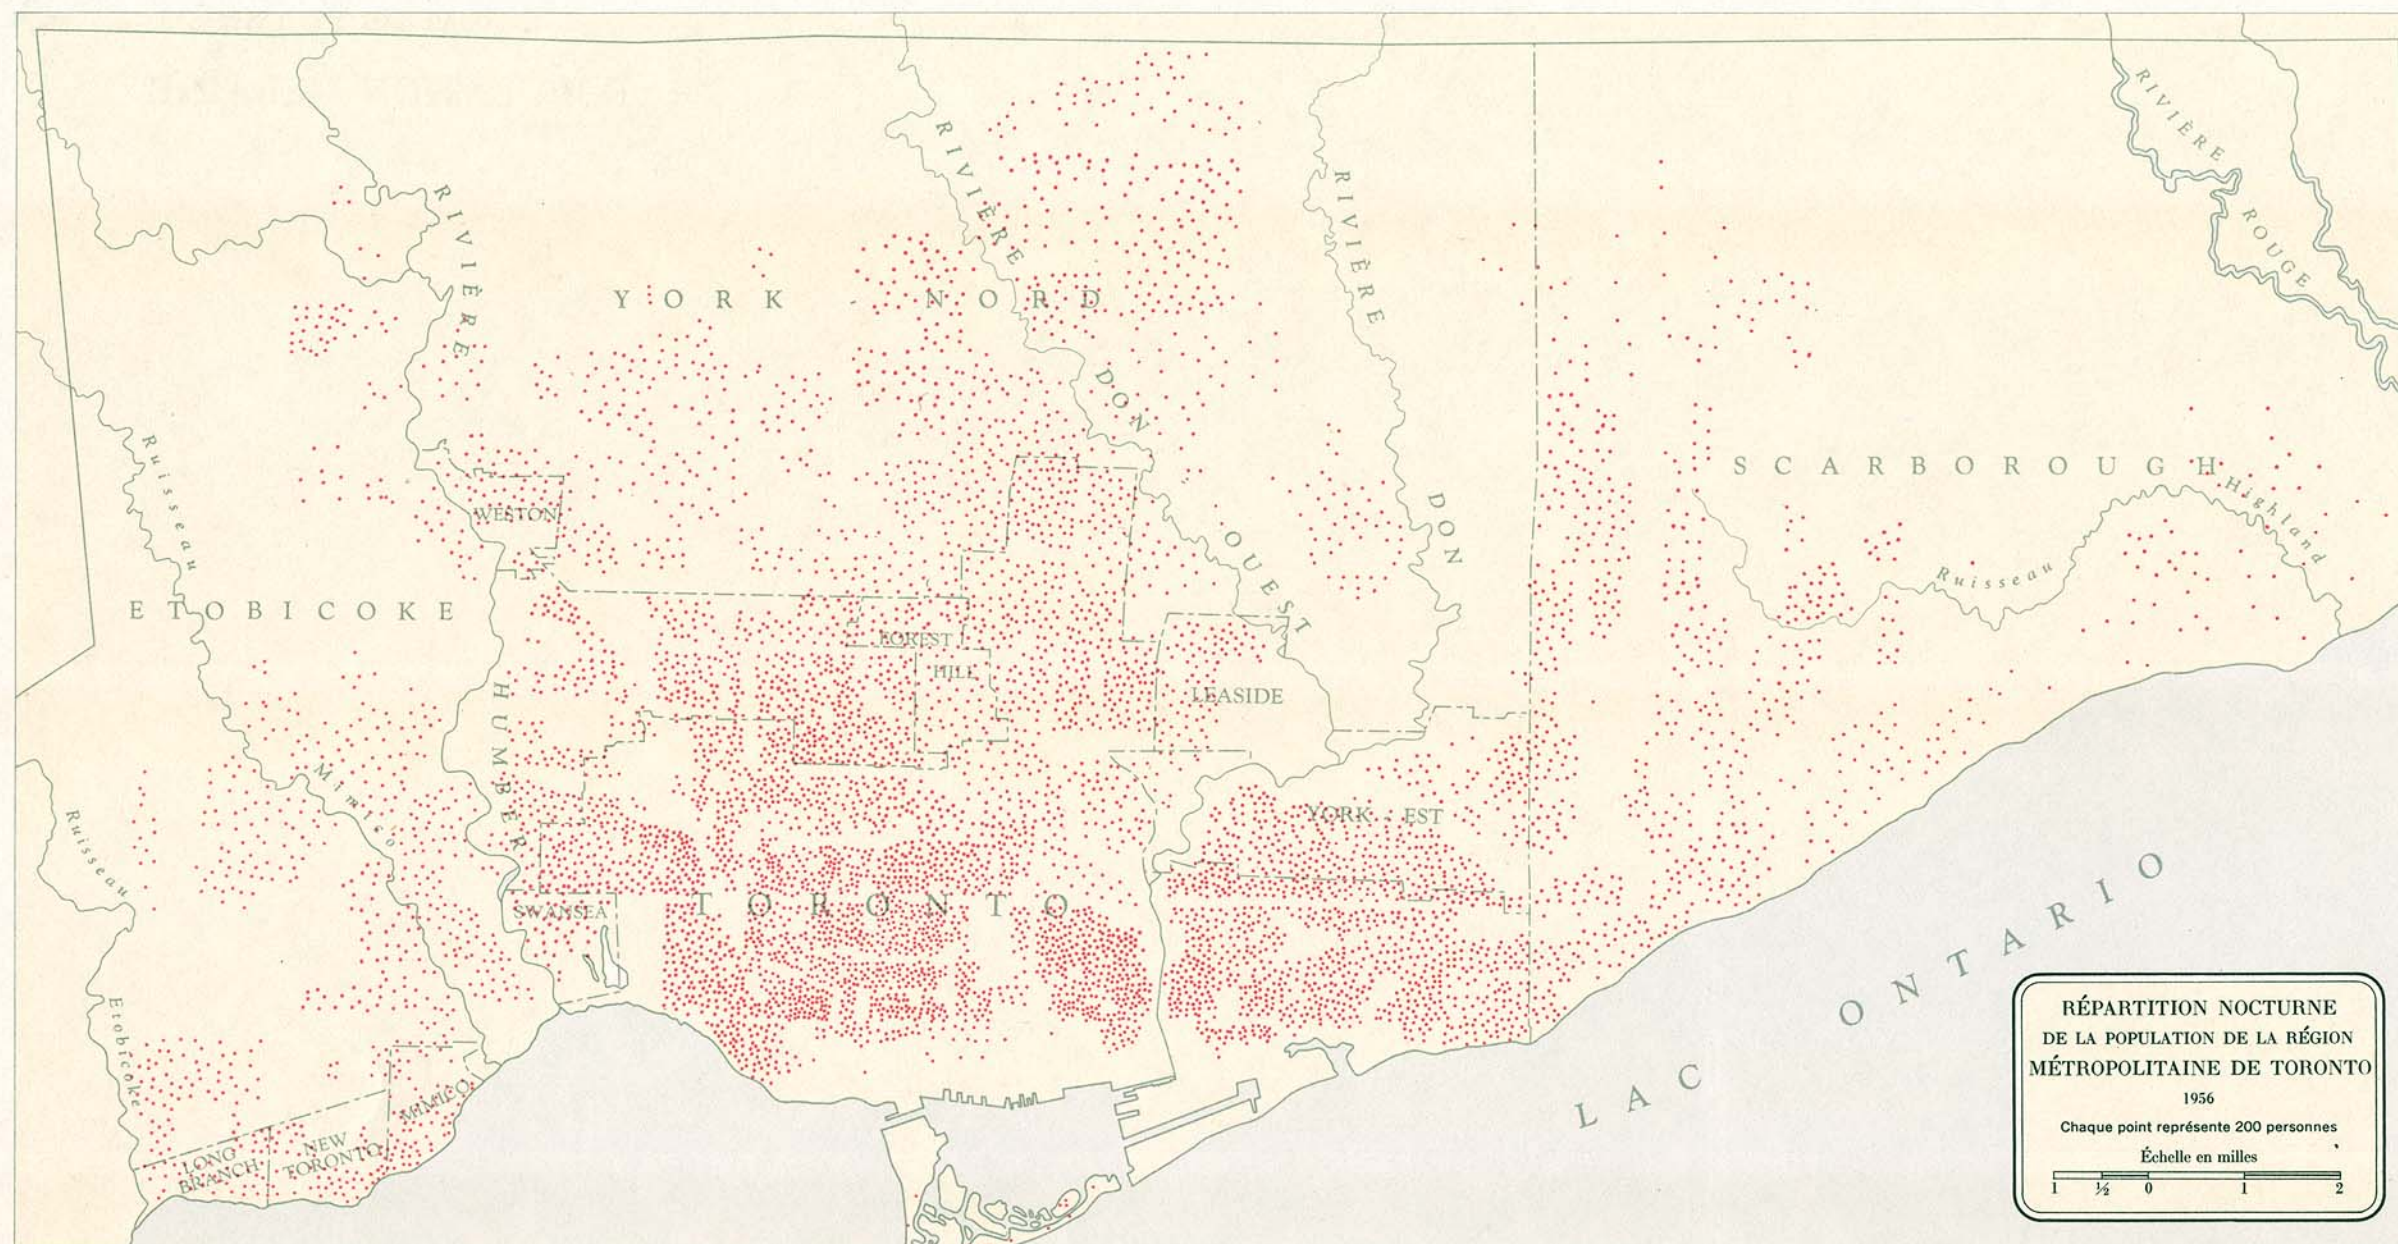 RIVIÈRE
ROUGE
RIVIÈRE
DON
OUEST
RIVIÈRE
DON
RIVIÈRE
HUMBER
YORK - NORD
SCARBOROUGH
Highland
Ruisseau
WESTON
Ruisseau
Mimico
ETOBICOKE
FOREST
HILL
LEASIDE
YORK EST
Ruisseau
Etobicoke
SWANSEA
TORONTO
MIMICO
NEW
TORONTO
LONG
BRANCH
LAC ONTARIO
RÉPARTITION NOCTURNE
DE LA POPULATION DE LA RÉGION
MÉTROPOLITAINE DE TORONTO
1956
Chaque point représente 200 personnes
Échelle en milles
1 ½ 0 1 2